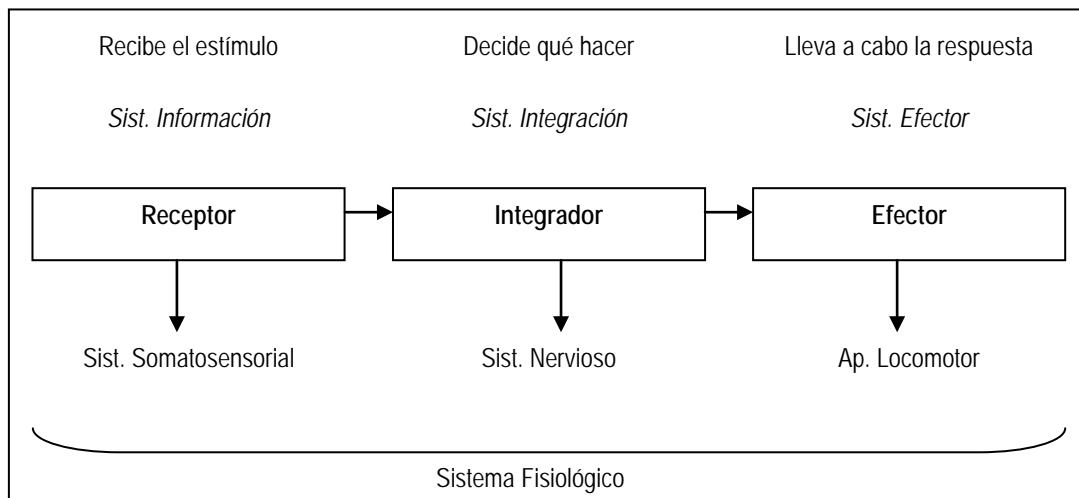 Recibe el estímulo
Decide qué hacer
Lleva a cabo la respuesta
Sist. Información
Sist. Integración
Sist. Efector
Receptor
Integrador
Efector
Sist. Somatosensorial
Sist. Nervioso
Ap. Locomotor
Sistema Fisiológico